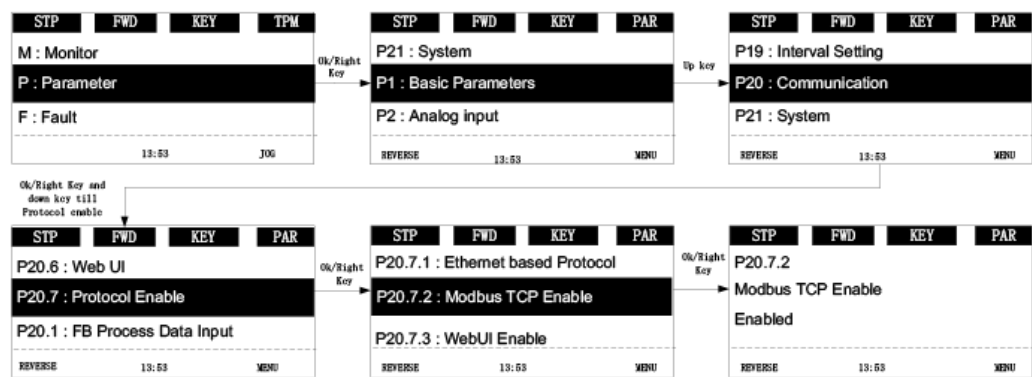 STP FWD KEY TPM
M : Monitor
P : Parameter
F : Fault
13:53 JOG
Ok/Right
Key
STP FWD KEY PAR
P21 : System
P1 : Basic Parameters
P2 : Analog input
REVERSE 13:53 MENU
Up key
STP FWD KEY PAR
P19 : Interval Setting
P20 : Communication
P21 : System
REVERSE 13:53 MENU
Ok/Right Key and
down key till
Protocol enable
STP FWD KEY PAR
P20.6 : Web UI
P20.7 : Protocol Enable
P20.1 : FB Process Data Input
REVERSE 13:53 MENU
Ok/Right
Key
STP FWD KEY PAR
P20.7.1 : Ethernet based Protocol
P20.7.2 : Modbus TCP Enable
P20.7.3 : WebUI Enable
REVERSE 13:53 MENU
Ok/Right
Key
STP FWD KEY PAR
P20.7.2
Modbus TCP Enable
Enabled
REVERSE 13:53 MENU